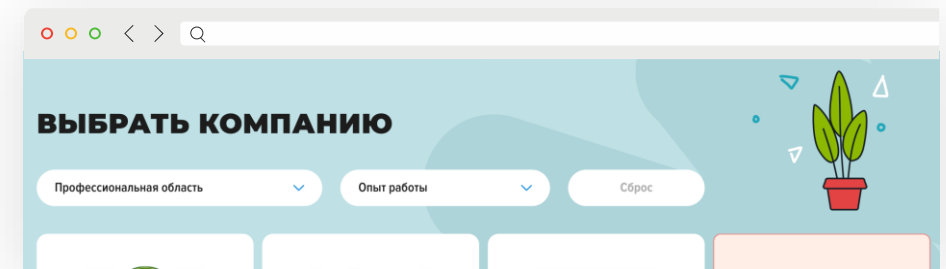 ВЫБРАТЬ КОМПАНИЮ
Профессиональная область
Опыт работы
Сброс